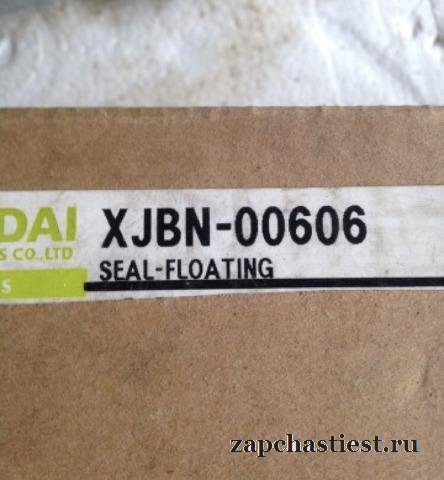 DAI
XJBN-00606
S CO.,LTD.
SEAL-FLOATING
S
zapchastiest.ru